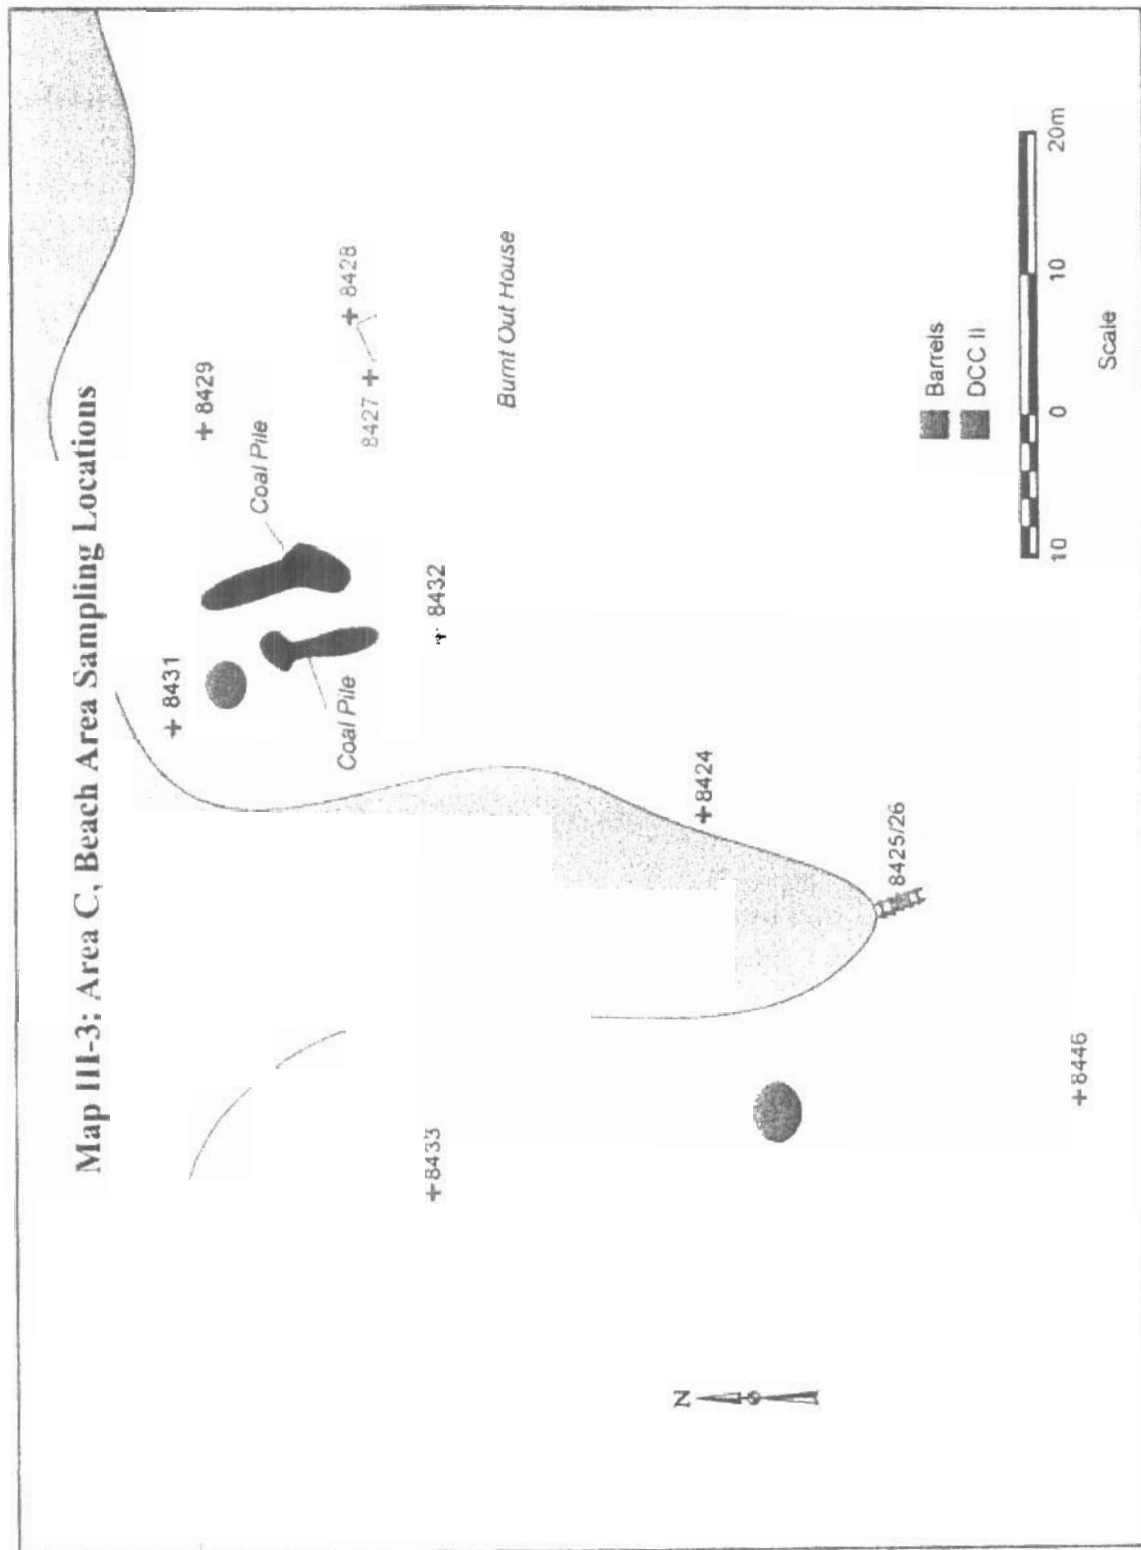 Map III-3: Area C, Beach Area Sampling Locations
+ 8431
+ 8429
Coal Pile
Coal Pile
8427 +
+ 8428
+ 8433
+ 8432
Burnt Out House
+ 8424
N
8425/26
Barrels
DCC II
+ 8446
10 0 10 20m
Scale